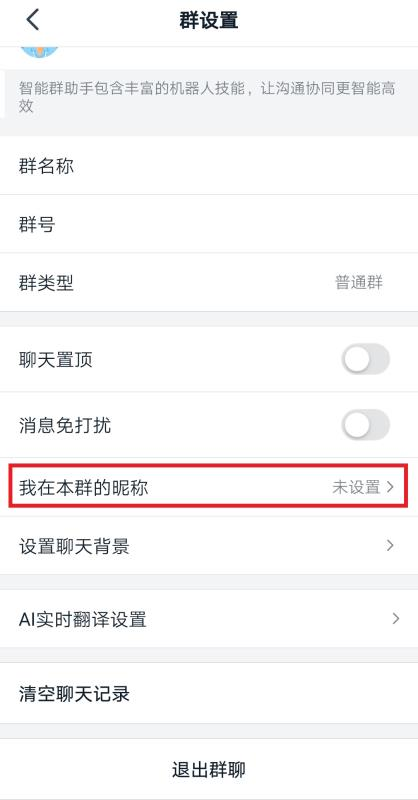 群设置
智能群助手包含丰富的机器人技能，让沟通协同更智能高
效
群名称
群号
群类型 普通群
聊天置顶
消息免打扰
我在本群的昵称 未设置
设置聊天背景
AI实时翻译设置
清空聊天记录
退出群聊